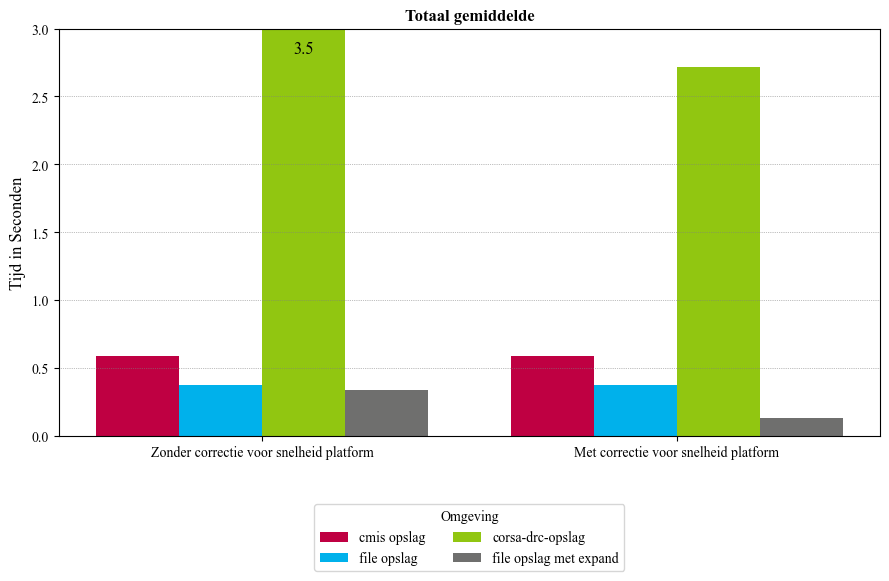 Totaal gemiddelde
Tijd in Seconden
3.0
2.5
2.0
1.5
1.0
0.5
0.0
3.5
Zonder correctie voor snelheid platform
Met correctie voor snelheid platform
Omgeving
cmis opslag
file opslag
corsa-drc-opslag
file opslag met expand